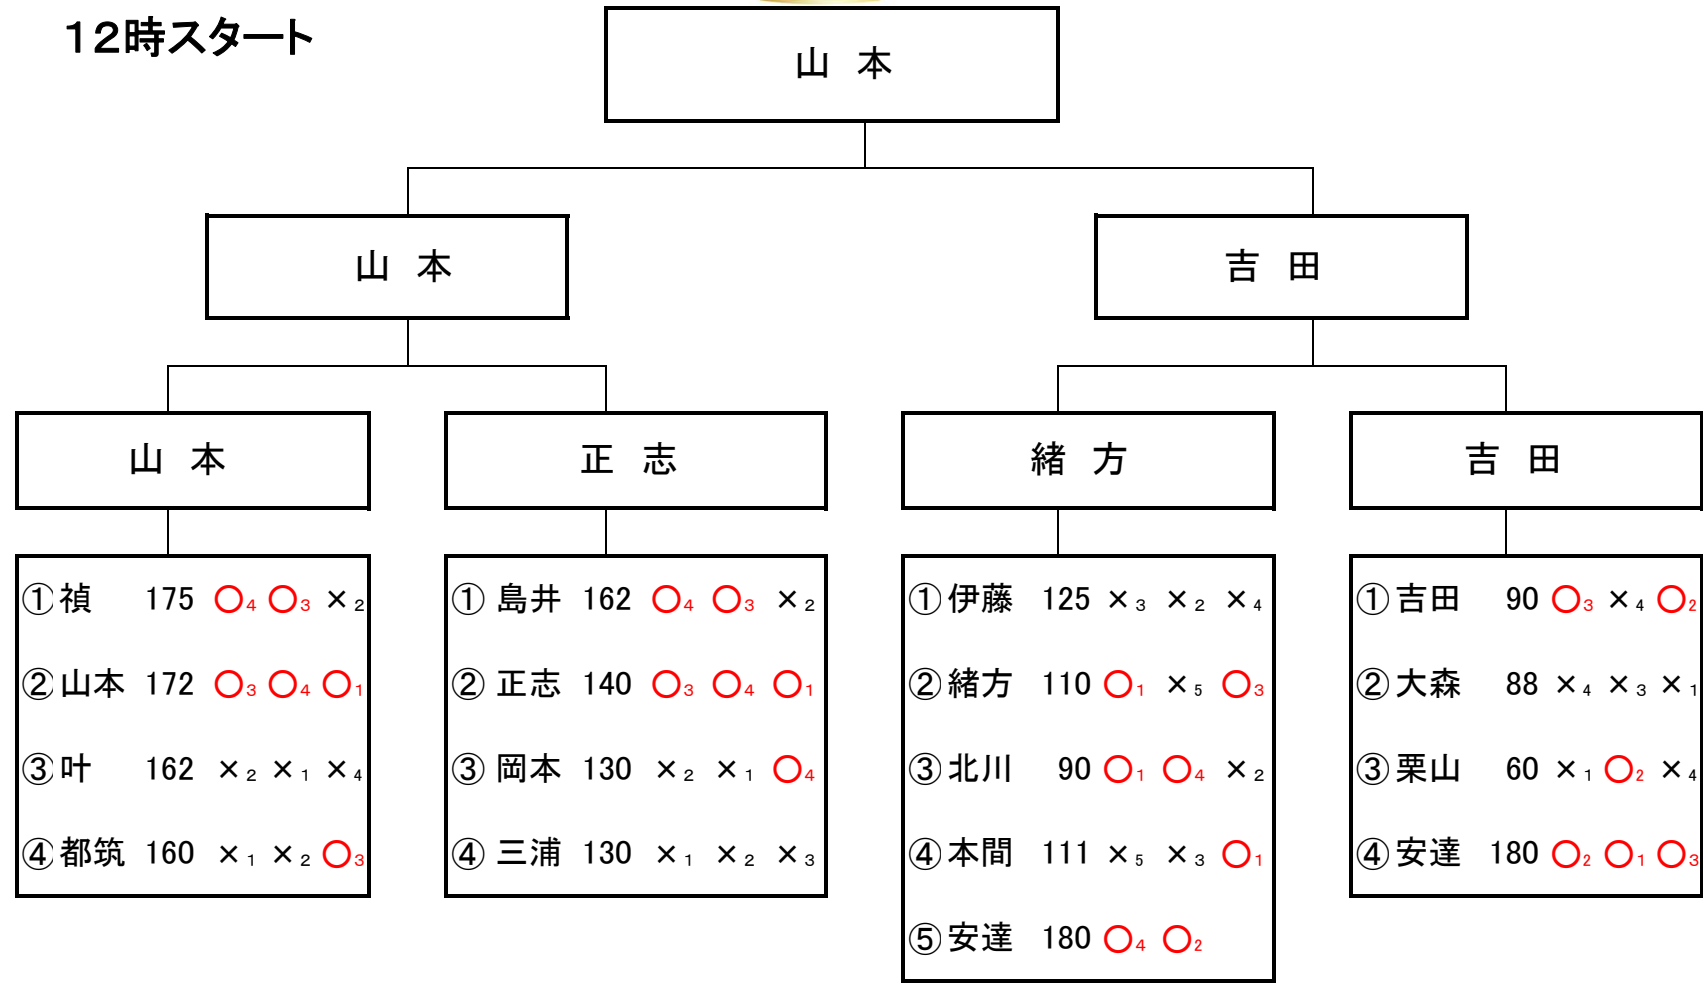 12時スタート
山 本
山 本
吉 田
山 本
正 志
緒 方
吉 田
①禎 175 ○4 ○3 ×2
②山本 172 ○3 ○4 ○1
③叶 162 ×2 ×1 ×4
④都筑 160 ×1 ×2 ○3
① 島井 162 ○4 ○3 ×2
② 正志 140 ○3 ○4 ○1
③ 岡本 130 ×2 ×1 ○4
④ 三浦 130 ×1 ×2 ×3
①伊藤 125 ×3 ×2 ×4
②緒方 110 ○1 ×5 ○3
③北川 90 ○1 ○4 ×2
④本間 111 ×5 ×3 ○1
⑤安達 180 ○4 ○2
①吉田 90 ○3 ×4 ○2
②大森 88 ×4 ×3 ×1
③栗山 60 ×1 ○2 ×4
④安達 180 ○2 ○1 ○3